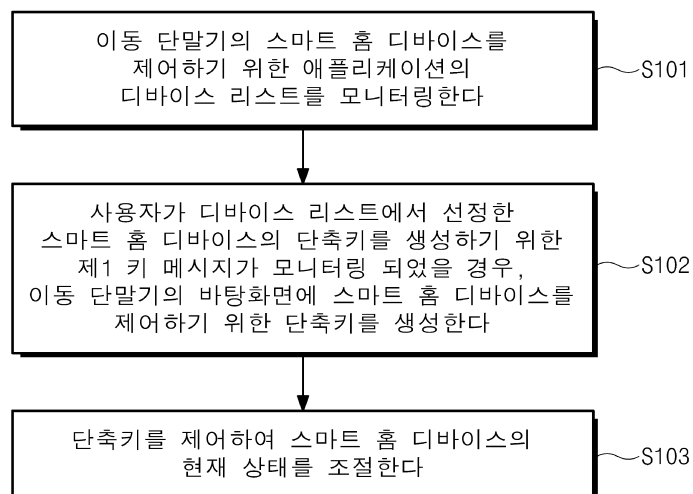 이동 단말기의 스마트 홈 디바이스를
제어하기 위한 애플리케이션의
디바이스 리스트를 모니터링한다
S101
사용자가 디바이스 리스트에서 선정한
스마트 홈 디바이스의 단축키를 생성하기 위한
제1 키 메시지가 모니터링 되었을 경우,
이동 단말기의 바탕화면에 스마트 홈 디바이스를
제어하기 위한 단축키를 생성한다
S102
단축키를 제어하여 스마트 홈 디바이스의
현재 상태를 조절한다
S103